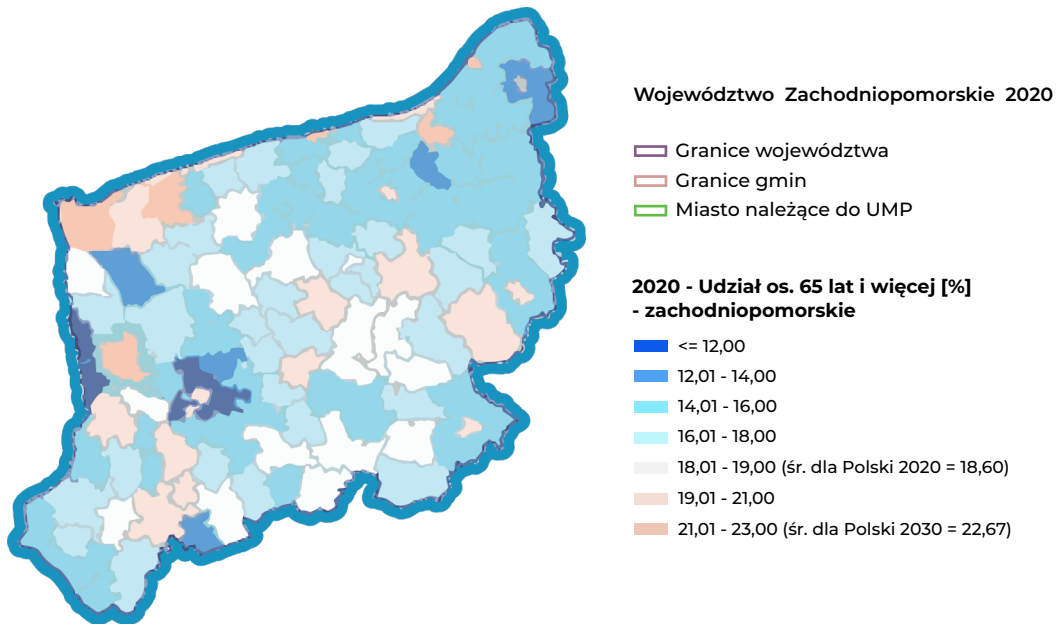 Województwo Zachodniopomorskie 2020
Granice województwa
Granice gmin
Miasto należące do UMP
2020 - Udział os. 65 lat i więcej [%]
- zachodniopomorskie
<= 12,00
12,01 - 14,00
14,01 - 16,00
16,01 - 18,00
18,01 - 19,00 (śr. dla Polski 2020 = 18,60)
19,01 - 21,00
21,01 - 23,00 (śr. dla Polski 2030 = 22,67)